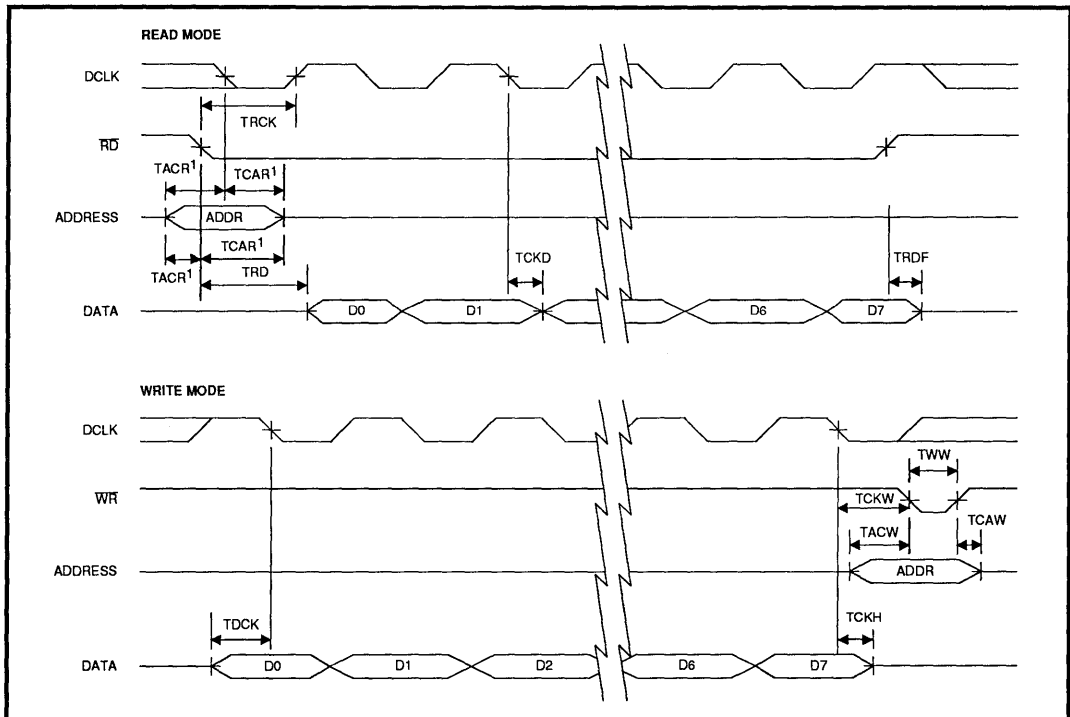 READ MODE
DCLK
TRCK
RD
TACR1 TCAR1
ADDRESS ADDR
TCAR1
TACR1 TRD TCKD TRDF
DATA D0 D1 D6 D7
WRITE MODE
DCLK
TWW
WR
TCKW
TACW TCAW
ADDRESS ADDR
TDCK TCKH
DATA D0 D1 D2 D6 D7